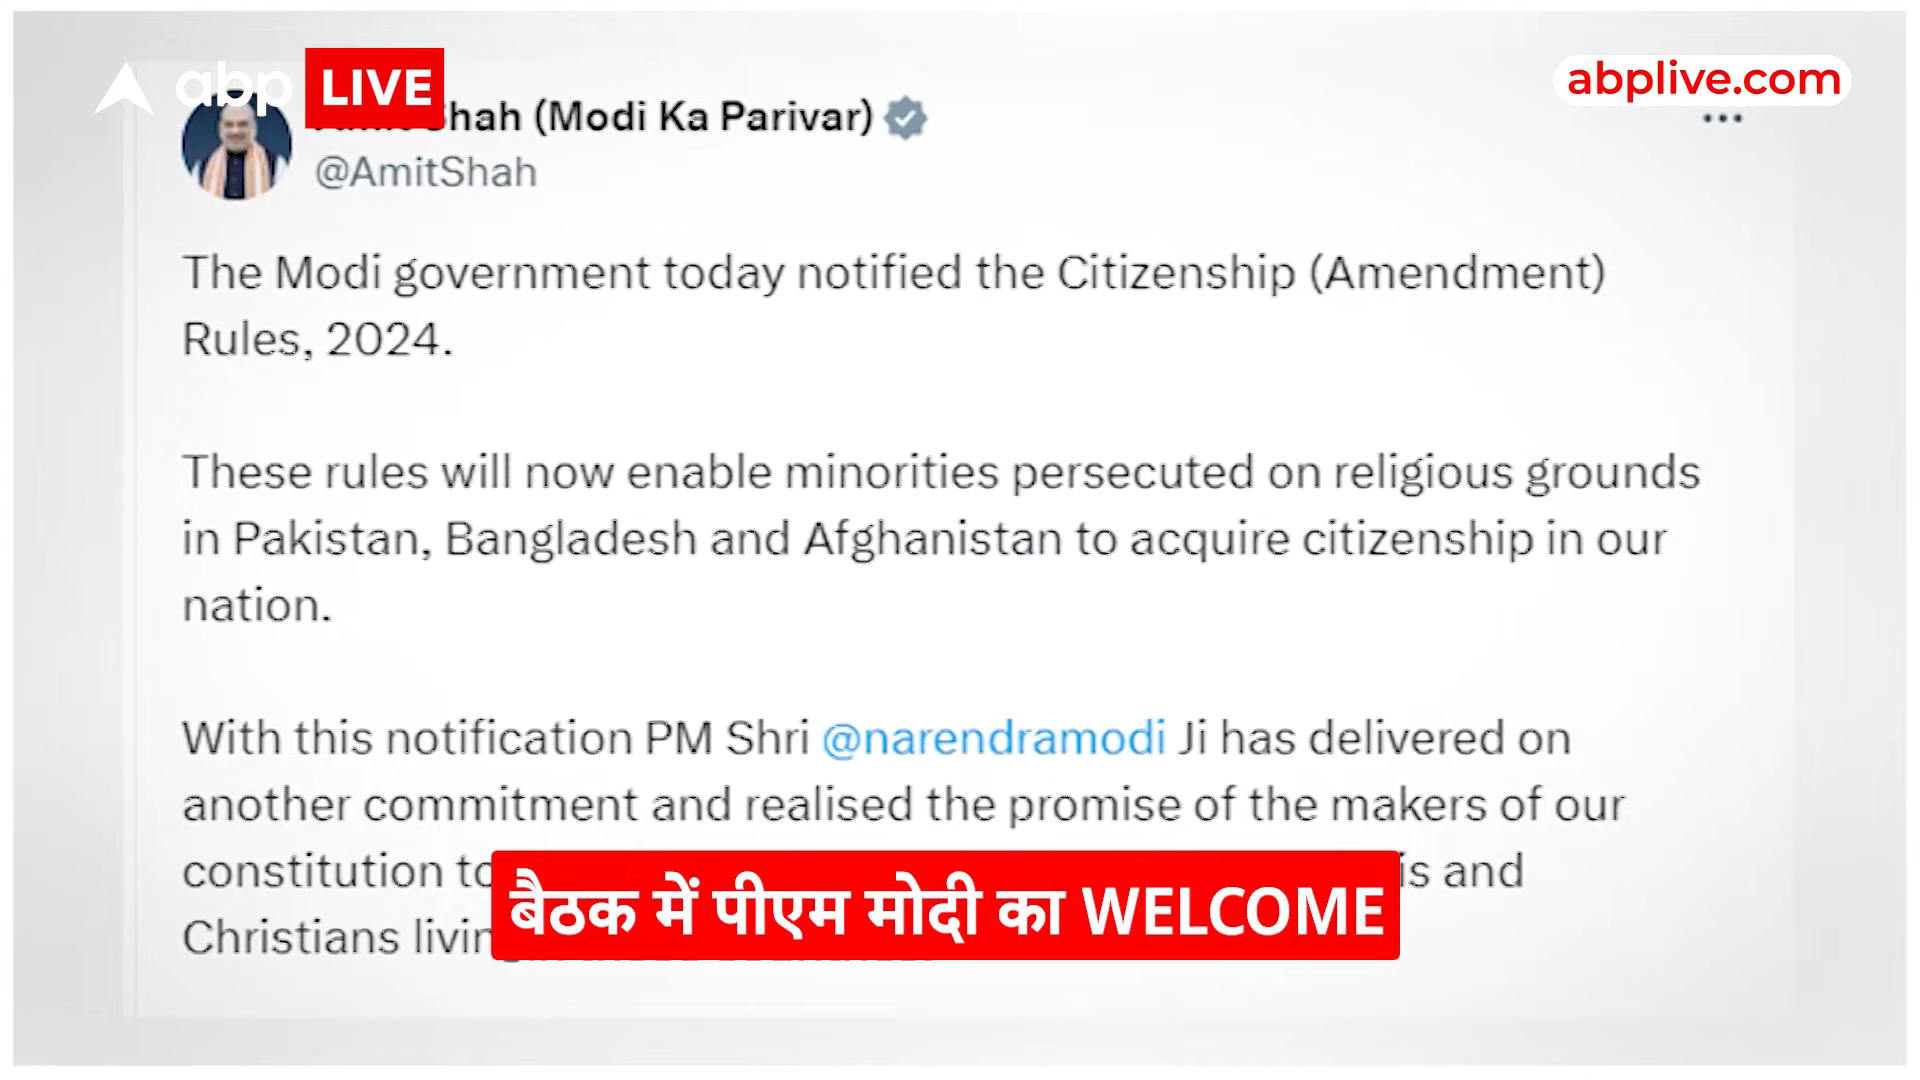 abp LIVE
abplive.com
Shah (Modi Ka Parivar)
@AmitShah
The Modi government today notified the Citizenship (Amendment)
Rules, 2024.
These rules will now enable minorities persecuted on religious grounds
in Pakistan, Bangladesh and Afghanistan to acquire citizenship in our
nation.
With this notification PM Shri @narendramodi Ji has delivered on
another commitment and realised the promise of the makers of our
constitution to and
Christians
बैठक में पीएम मोदी का WELCOME